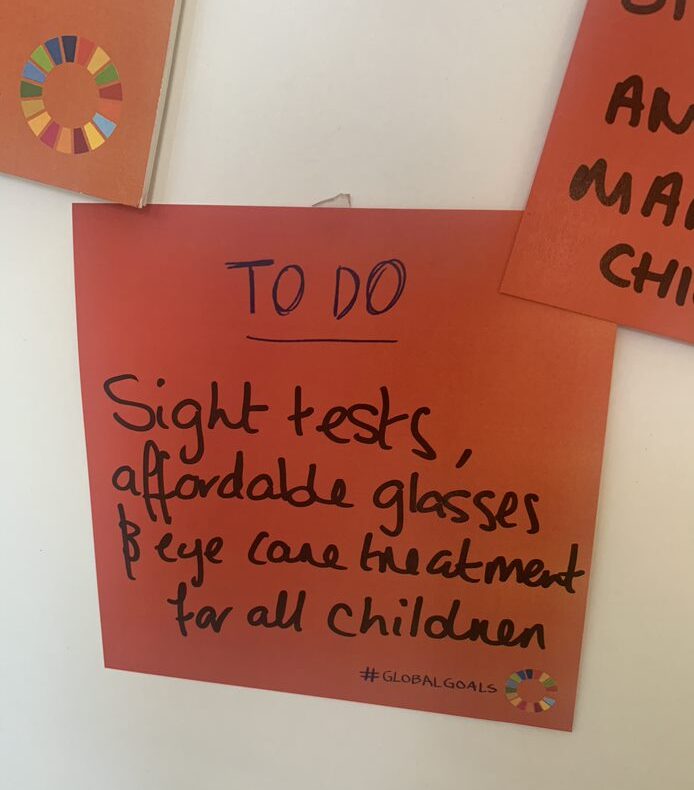 TO DO
Sight tests,
affordable glasses
& eye care treatment
for all children
#GLOBALGOALS
AN
MA
CHI